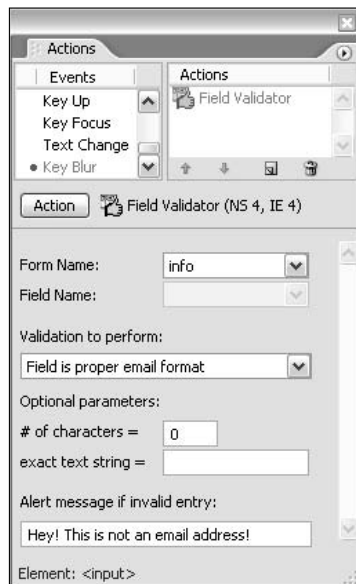 Actions
Events
Key Up
Key Focus
Text Change
Key Blur
Actions
Field Validator
Action
Field Validator (NS 4, IE 4)
Form Name:
info
Field Name:
Validation to perform:
Field is proper email format
Optional parameters:
# of characters =
0
exact text string =
Alert message if invalid entry:
Hey! This is not an email address!
Element: <input>